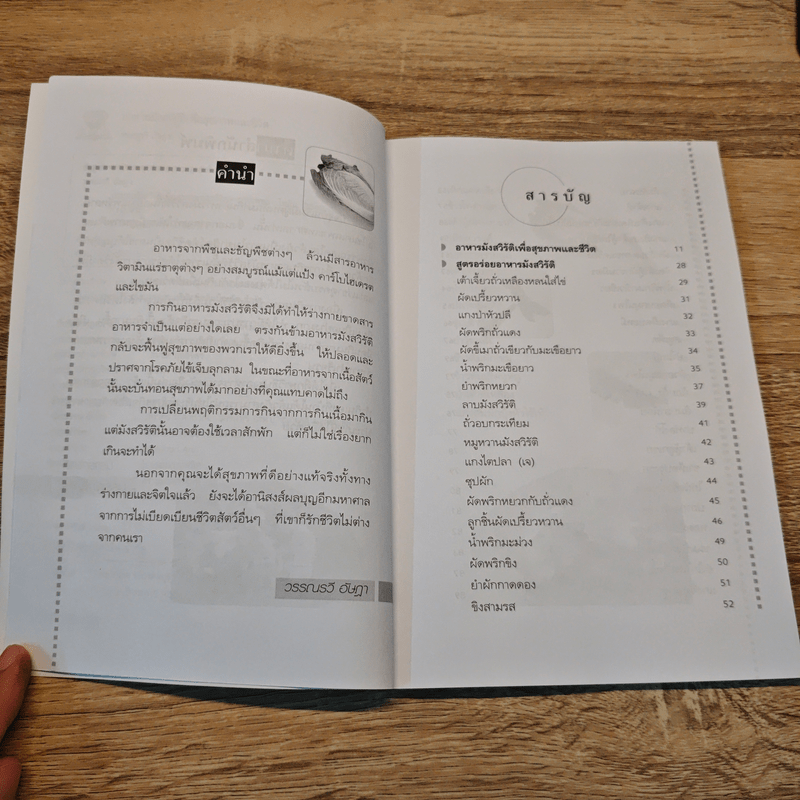 คำนำ
อาหารจากพืชและธัญพืชต่างๆ ล้วนมีสารอาหาร
วิตามินแร่ธาตุต่างๆ อย่างสมบูรณ์แม้แต่แป้ง คาร์โบไฮเดรต
และไขมัน
การกินอาหารมังสวิรัติจึงมิได้ทำให้ร่างกายขาดสาร
อาหารจำเป็นแต่อย่างใดเลย ตรงกันข้ามอาหารมังสวิรัติ
กลับจะฟื้นฟูสุขภาพของพวกเราให้ดียิ่งขึ้น ให้ปลอดและ
ปราศจากโรคภัยไข้เจ็บลุกลาม ในขณะที่อาหารจากเนื้อสัตว์
นั้นจะบั่นทอนสุขภาพได้มากอย่างที่คุณแทบคาดไม่ถึง
การเปลี่ยนพฤติกรรมการกินจากการกินเนื้อมากิน
แต่มังสวิรัตินั้นอาจต้องใช้เวลาสักพัก แต่ก็ไม่ใช่เรื่องยาก
เกินจะทำได้
นอกจากคุณจะได้สุขภาพที่ดีอย่างแท้จริงทั้งทาง
ร่างกายและจิตใจแล้ว ยังจะได้อานิสงส์ผลบุญอีกมหาศาล
จากการไม่เบียดเบียนชีวิตสัตว์อื่นๆ ที่เขาก็รักชีวิตไม่ต่าง
จากคนเรา
วรรณรวี อัษฎา
สารบัญ
อาหารมังสวิรัติเพื่อสุขภาพและชีวิต 11
สูตรอร่อยอาหารมังสวิรัติ 28
เต้าเจี้ยวถั่วเหลืองหลนใส่ไข่ 29
ผัดเปรี้ยวหวาน 31
แกงป่าหัวปลี 32
ผัดพริกถั่วแดง 33
ผัดขี้เมาถั่วเขียวกับมะเขือยาว 34
น้ำพริกมะเขือยาว 35
ยำพริกหยวก 37
ลาบมังสวิรัติ 39
ถั่วอบกระเทียม 41
หมูหวานมังสวิรัติ 42
แกงไตปลา (เจ) 43
ซุปผัก 44
ผัดพริกหยวกกับถั่วแดง 45
ลูกชิ้นผัดเปรี้ยวหวาน 46
น้ำพริกมะม่วง 49
ผัดพริกขิง 50
ยำผักกาดดอง 51
ขิงสามรส 52